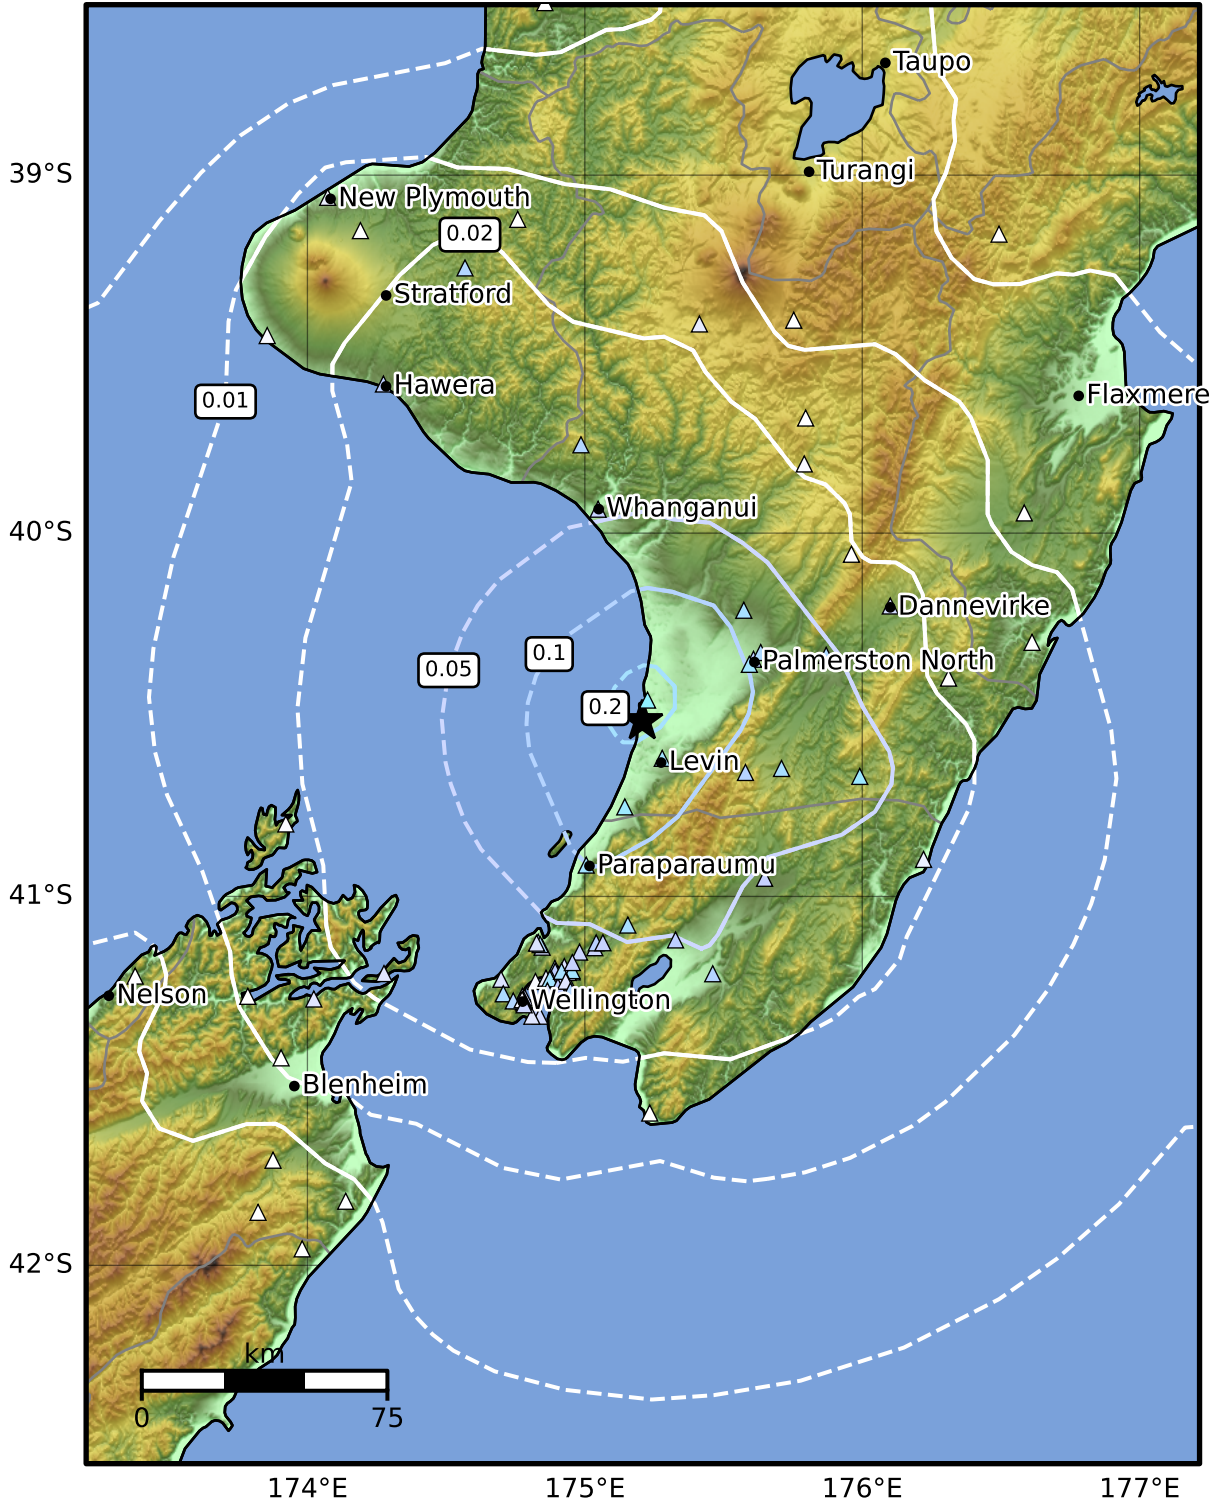 Taupo
39°S
Turangi
New Plymouth
0.02
Stratford
Hawera
Flaxmere
0.01
Whanganui
40°S
Dannevirke
0.1
0.05
Palmerston North
0.2
Levin
Paraparaumu
41°S
Nelson
Wellington
Blenheim
42°S
km
0
75
174°E
175°E
176°E
177°E